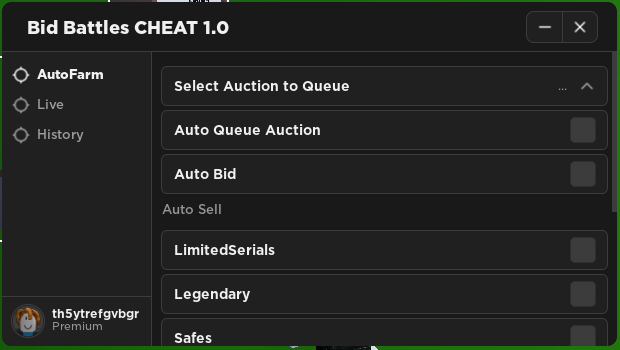 Bid Battles CHEAT 1.0
AutoFarm
Live
History
Select Auction to Queue ...
Auto Queue Auction
Auto Bid
Auto Sell
LimitedSerials
Legendary
Safes
th5ytrefgvbgr
Premium